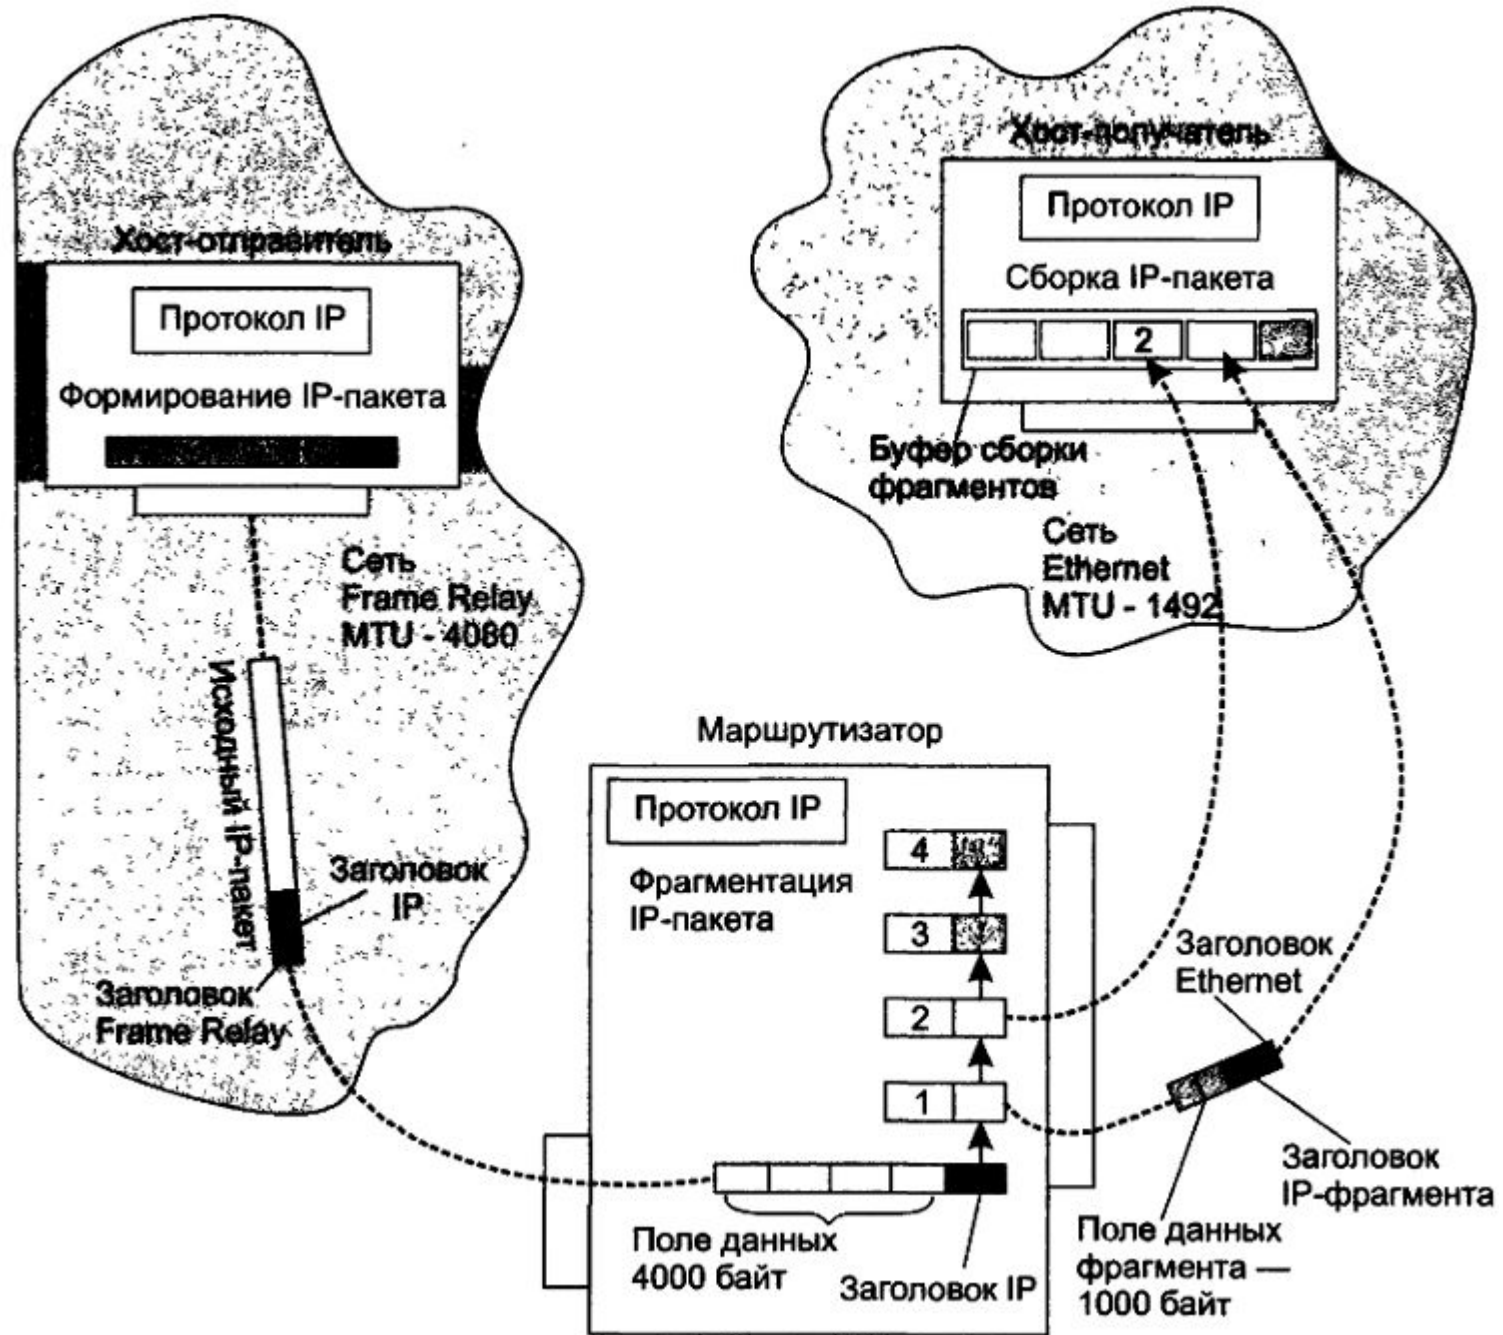 Хост-отправитель
Протокол IP
Формирование IP-пакета
Сеть
Frame Relay
MTU - 4080
Исходный IP-пакет
Заголовок
IP
Заголовок
Frame Relay
Хост-получатель
Протокол IP
Сборка IP-пакета
2
Буфер сборки
фрагментов
Сеть
Ethernet
MTU - 1492
Маршрутизатор
Протокол IP
Фрагментация
IP-пакета
4
3
2
1
Поле данных
4000 байт
Заголовок IP
Заголовок
Ethernet
Заголовок
IP-фрагмента
Поле данных
фрагмента —
1000 байт